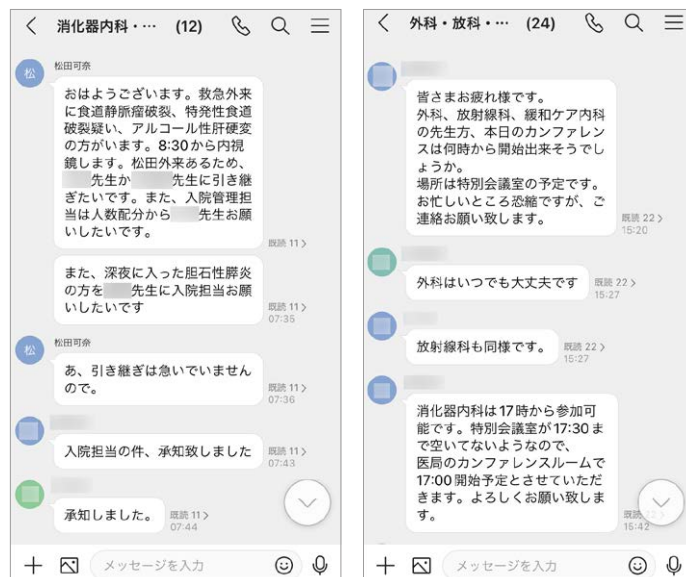 消化器内科・… (12)
松
松田可奈
おはようございます。救急外来
に食道静脈瘤破裂、特発性食道
破裂疑い、アルコール性肝硬変
の方がいます。8:30から内視
鏡します。松田外来あるため、
先生か 先生に引き継
ぎたいです。また、入院管理担
当は人数配分から 先生お願
いしたいです。
既読 11 >
また、深夜に入った胆石性膵炎
の方を 先生に入院担当お願
いしたいです
既読 11 >
07:35
松
松田可奈
あ、引き継ぎは急いでいません
ので。
既読 11 >
07:36
入院担当の件、承知致しました
既読 11 >
07:43
承知しました。
既読 11 >
07:44
メッセージを入力
外科・放科・… (24)
皆さまお疲れ様です。
外科、放射線科、緩和ケア内科
の先生方、本日のカンファレン
スは何時から開始出来そうでし
ょうか。
場所は特別会議室の予定です。
お忙しいところ恐縮ですが、ご
連絡お願い致します。
既読 22 >
15:20
外科はいつでも大丈夫です
既読 22 >
15:27
放射線科も同様です。
既読 22 >
15:27
消化器内科は17時から参加可
能です。特別会議室が17:30ま
で空いてないようなので、
医局のカンファレンスルームで
17:00開始予定とさせていただ
きます。よろしくお願い致しま
す。
既読
15:42
メッセージを入力